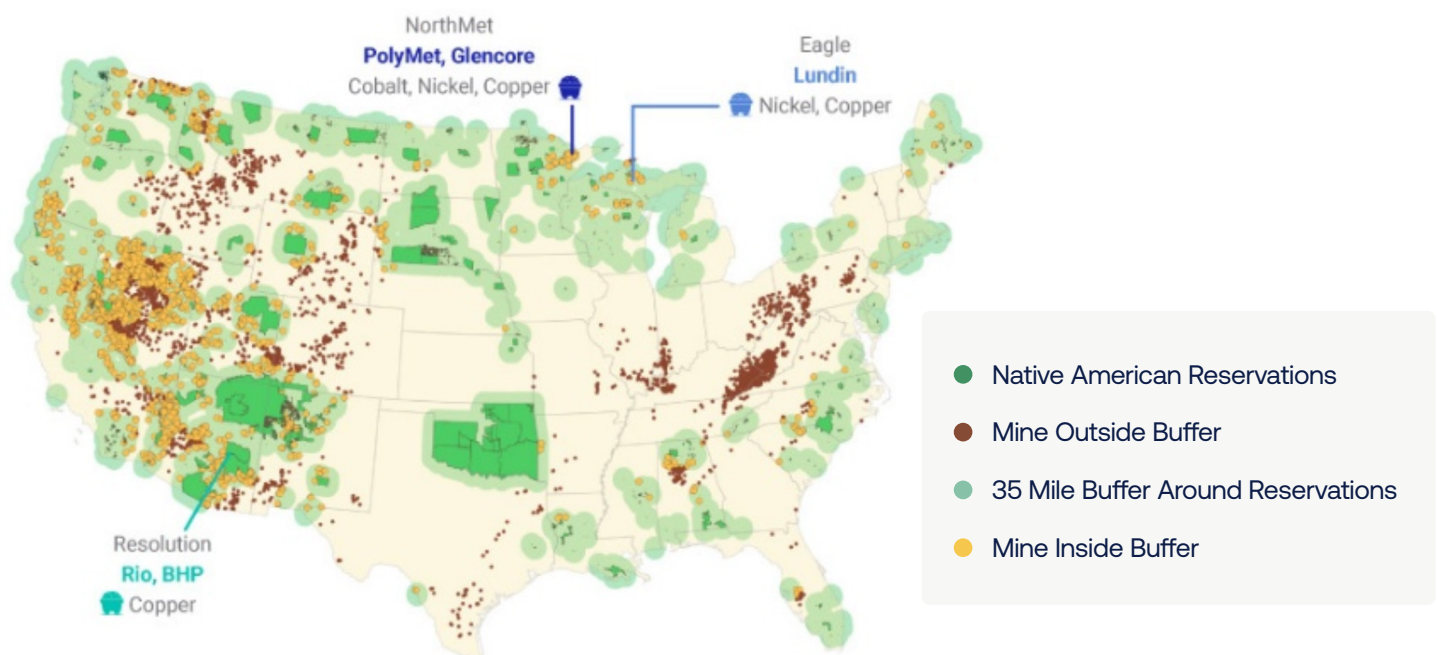 NorthMet
PolyMet, Glencore
Cobalt, Nickel, Copper
Eagle
Lundin
Nickel, Copper
Resolution
Rio, BHP
Copper
Native American Reservations
Mine Outside Buffer
35 Mile Buffer Around Reservations
Mine Inside Buffer